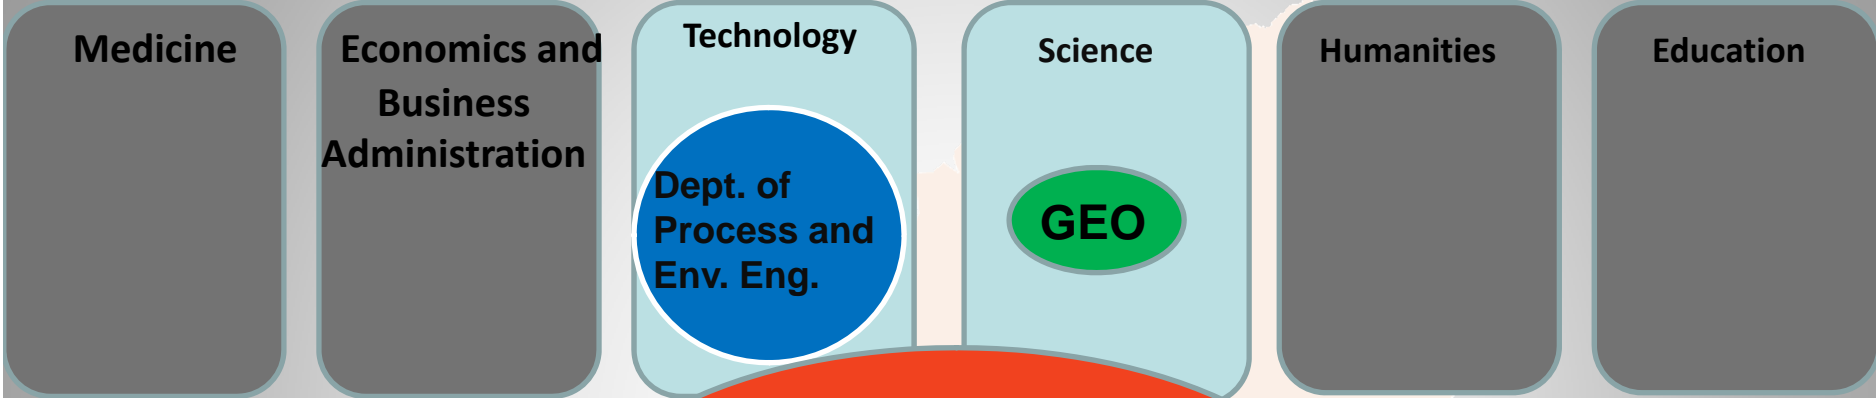 Medicine
Economics and
Business
Administration
Technology
Dept. of
Process and
Env. Eng.
Science
GEO
Humanities
Education